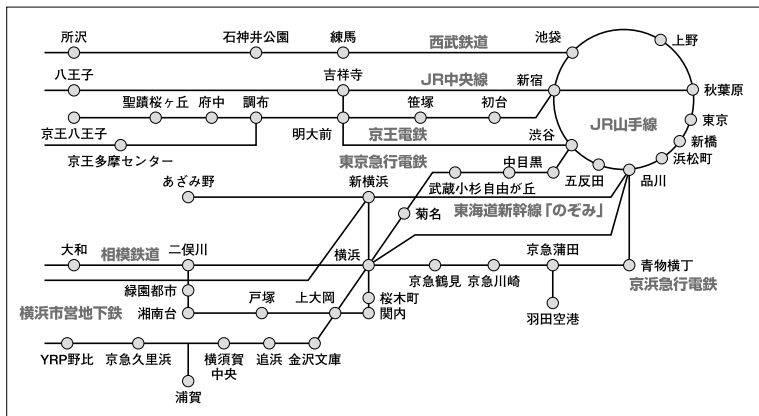 所沢
石神井公園
練馬
西武鉄道
池袋
上野
八王子
吉祥寺
JR中央線
新宿
秋葉原
聖蹟桜ヶ丘
府中
調布
笹塚
初台
JR山手線
東京
京王八王子
明大前
京王電鉄
渋谷
新橋
京王多摩センター
東京急行電鉄
中目黒
浜松町
あざみ野
新横浜
武蔵小杉
自由が丘
五反田
品川
菊名
東海道新幹線「のぞみ」
大和
相模鉄道
二俣川
横浜
京急蒲田
青物横丁
京急鶴見
京急川崎
京浜急行電鉄
緑園都市
横浜市営地下鉄
湘南台
戸塚
上大岡
桜木町
関内
羽田空港
YRP野比
京急久里浜
横須賀
中央
追浜
金沢文庫
浦賀